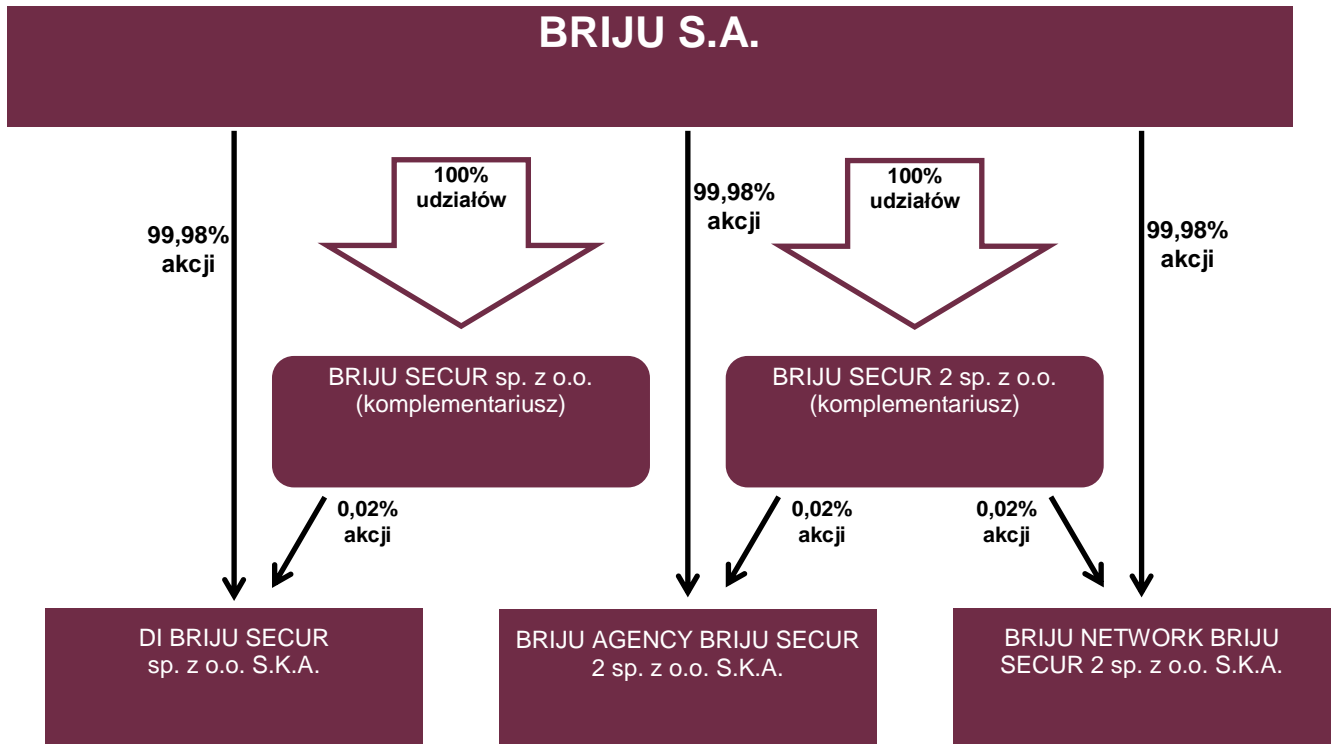 BRIJU S.A.
100%
udziałów
100%
udziałów
99,98%
akcji
99,98%
akcji
99,98%
akcji
BRIJU SECUR sp. z o.o.
(komplementariusz)
BRIJU SECUR 2 sp. z o.o.
(komplementariusz)
0,02%
akcji
0,02%
akcji
0,02%
akcji
DI BRIJU SECUR
sp. z o.o. S.K.A.
BRIJU AGENCY BRIJU SECUR
2 sp. z o.o. S.K.A.
BRIJU NETWORK BRIJU
SECUR 2 sp. z o.o. S.K.A.